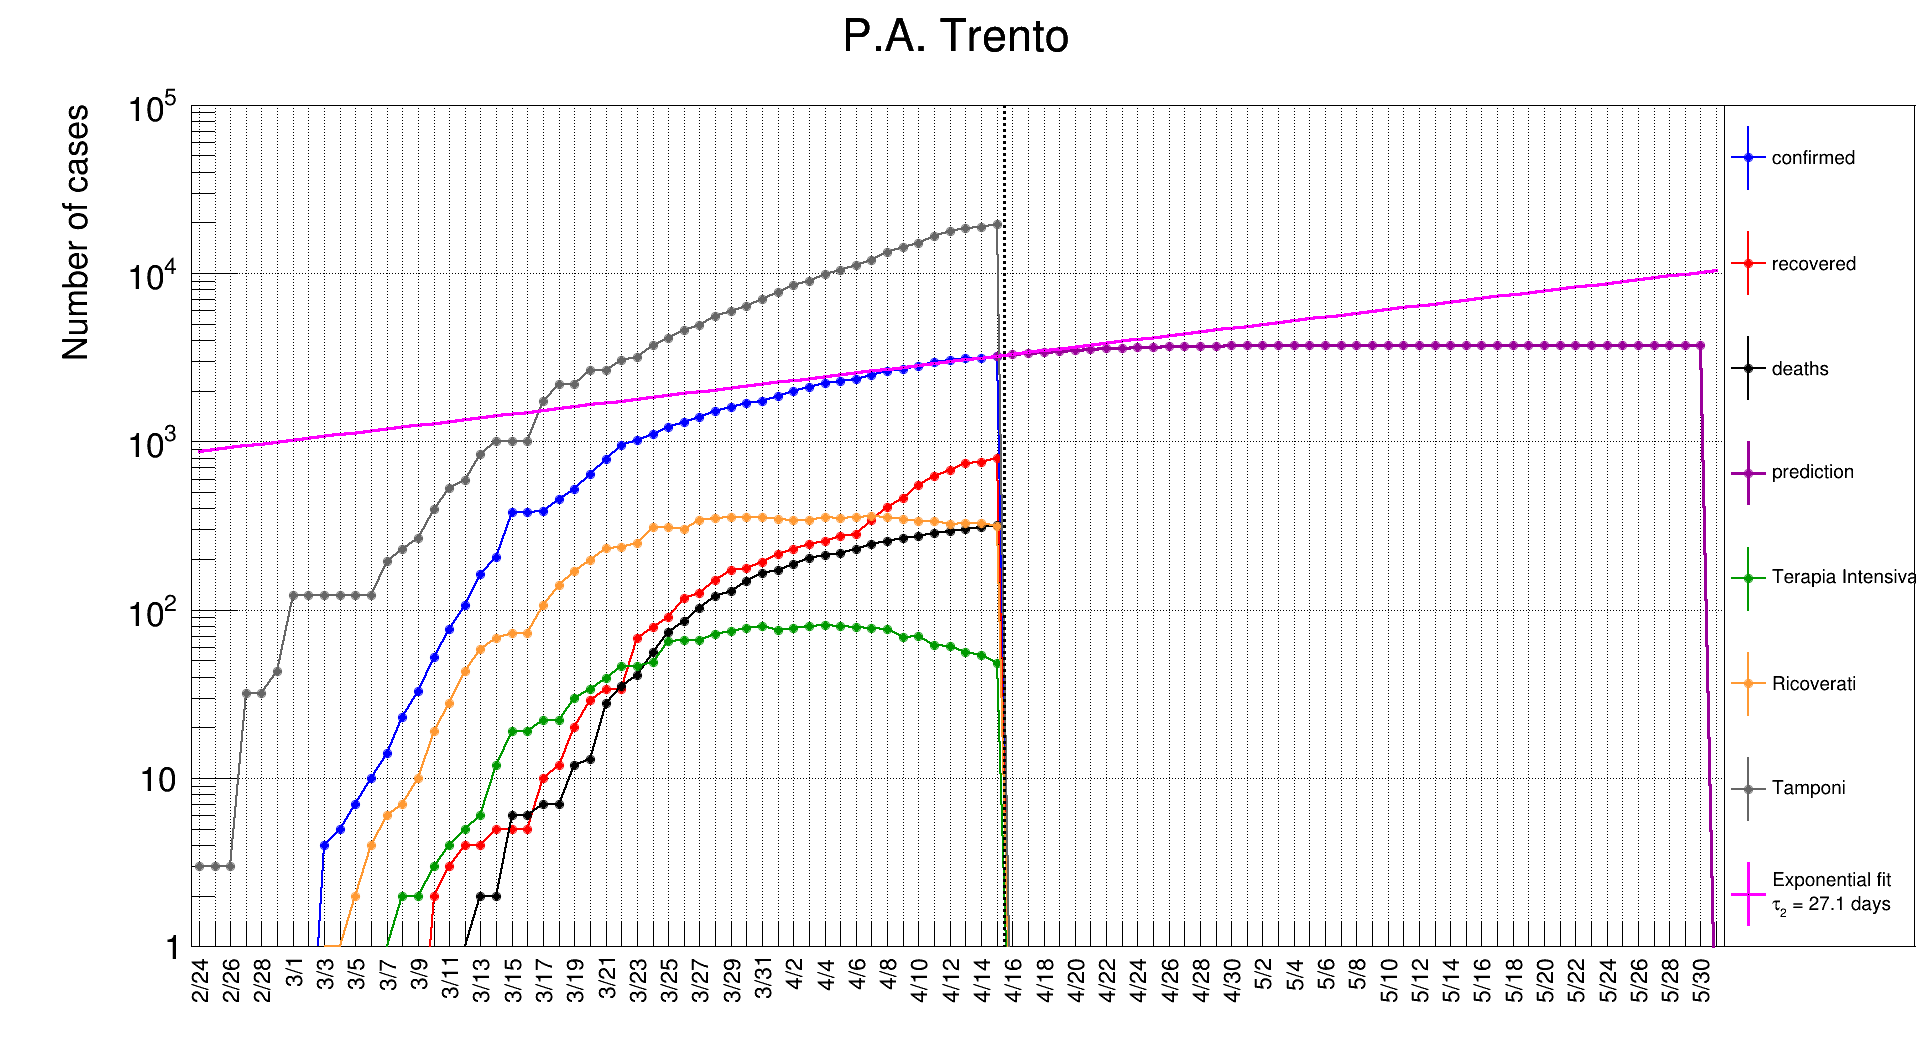 P.A. Trento
Number of cases
10^5
10^4
10^3
10^2
10
1
2/24 2/26 2/28 3/1 3/3 3/5 3/7 3/9 3/11 3/13 3/15 3/17 3/19 3/21 3/23 3/25 3/27 3/29 3/31 4/2 4/4 4/6 4/8 4/10 4/12 4/14 4/16 4/18 4/20 4/22 4/24 4/26 4/28 4/30 5/2 5/4 5/6 5/8 5/10 5/12 5/14 5/16 5/18 5/20 5/22 5/24 5/26 5/28 5/30
confirmed
recovered
deaths
prediction
Terapia Intensiva
Ricoverati
Tamponi
Exponential fit
τ₂ = 27.1 days